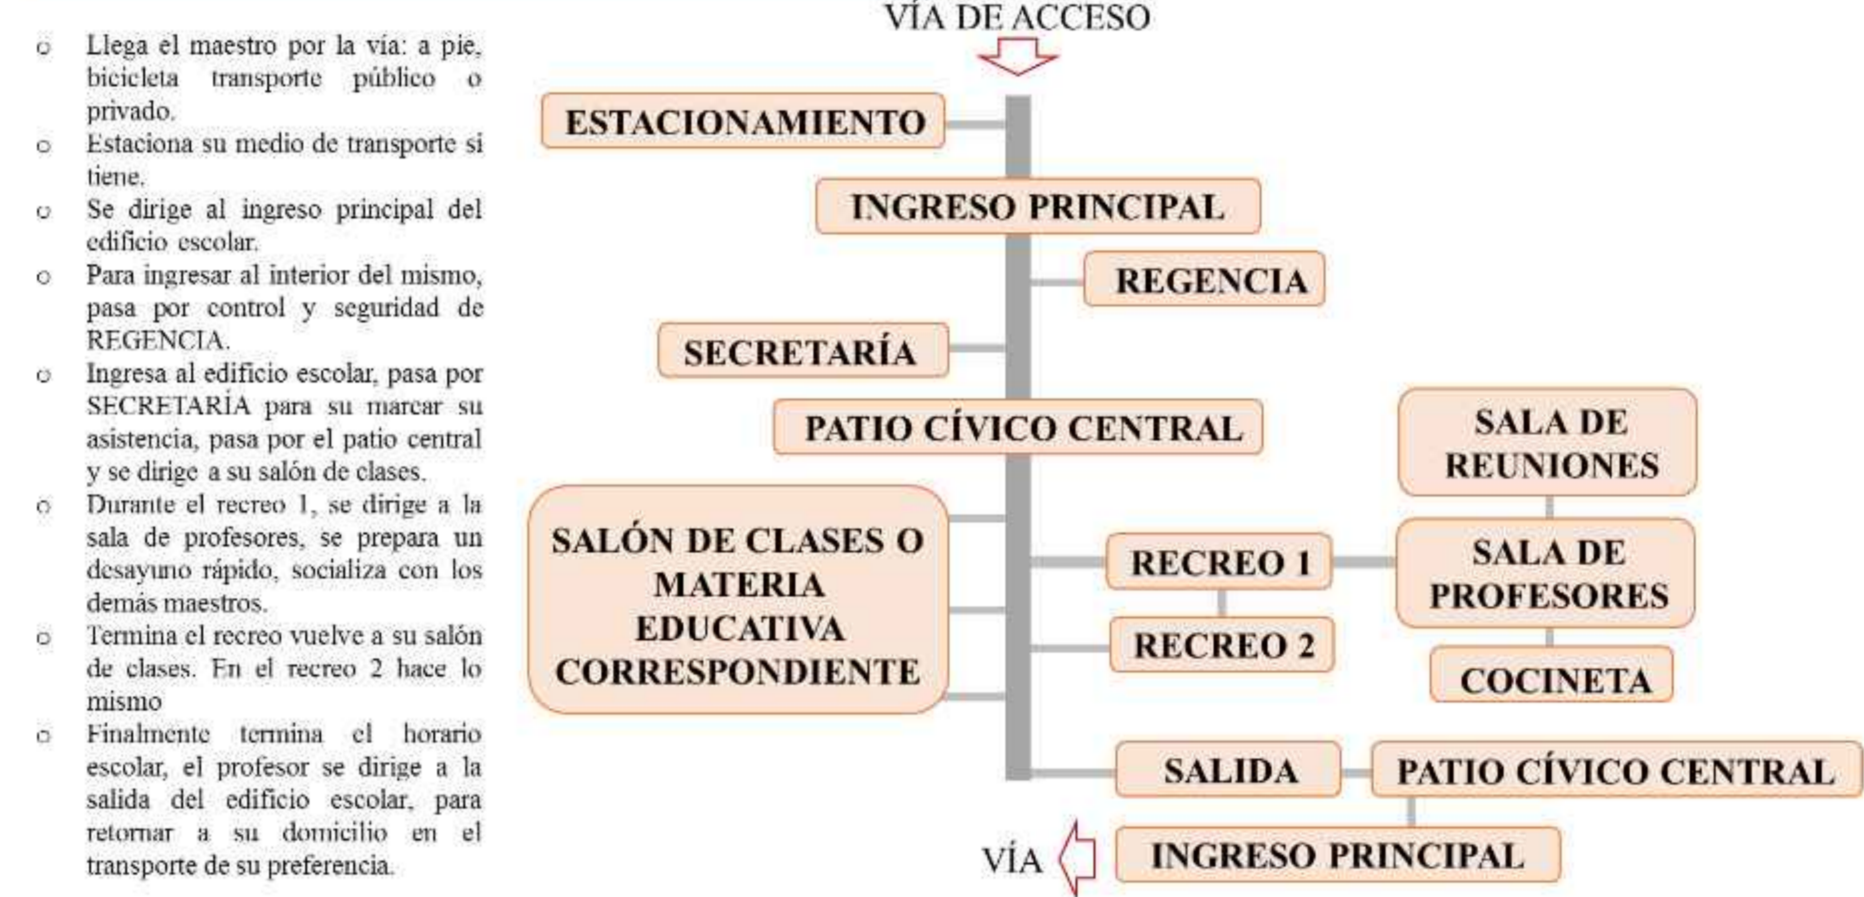 o Llega el maestro por la vía: a pie,
bicicleta transporte público o
privado.
o Estaciona su medio de transporte si
tiene.
o Se dirige al ingreso principal del
edificio escolar.
o Para ingresar al interior del mismo,
pasa por control y seguridad de
REGENCIA.
o Ingresa al edificio escolar, pasa por
SECRETARÍA para su marcar su
asistencia, pasa por el patio central
y se dirige a su salón de clases.
o Durante el recreo 1, se dirige a la
sala de profesores, se prepara un
desayuno rápido, socializa con los
demás maestros.
o Termina el recreo vuelve a su salón
de clases. En el recreo 2 hace lo
mismo
o Finalmente termina el horario
escolar, el profesor se dirige a la
salida del edificio escolar, para
retornar a su domicilio en el
transporte de su preferencia.
VÍA DE ACCESO
ESTACIONAMIENTO
INGRESO PRINCIPAL
REGENCIA
SECRETARÍA
PATIO CÍVICO CENTRAL
SALÓN DE CLASES O
MATERIA
EDUCATIVA
CORRESPONDIENTE
RECREO 1
RECREO 2
SALA DE
REUNIONES
SALA DE
PROFESORES
COCINETA
SALIDA
PATIO CÍVICO CENTRAL
INGRESO PRINCIPAL
VÍA